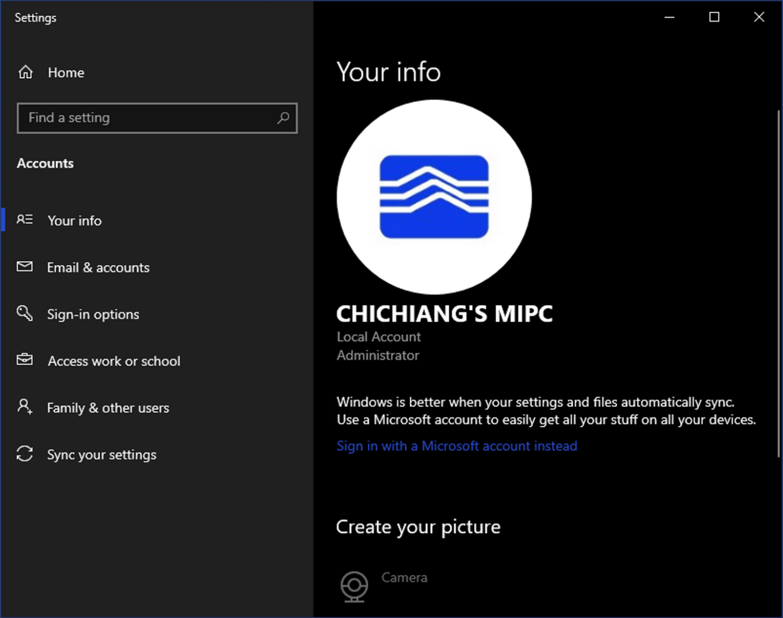 Settings
Home
Find a setting
Accounts
Your info
Email & accounts
Sign-in options
Access work or school
Family & other users
Sync your settings
Your info
CHICHIANG'S MIPC
Local Account
Administrator
Windows is better when your settings and files automatically sync.
Use a Microsoft account to easily get all your stuff on all your devices.
Sign in with a Microsoft account instead
Create your picture
Camera